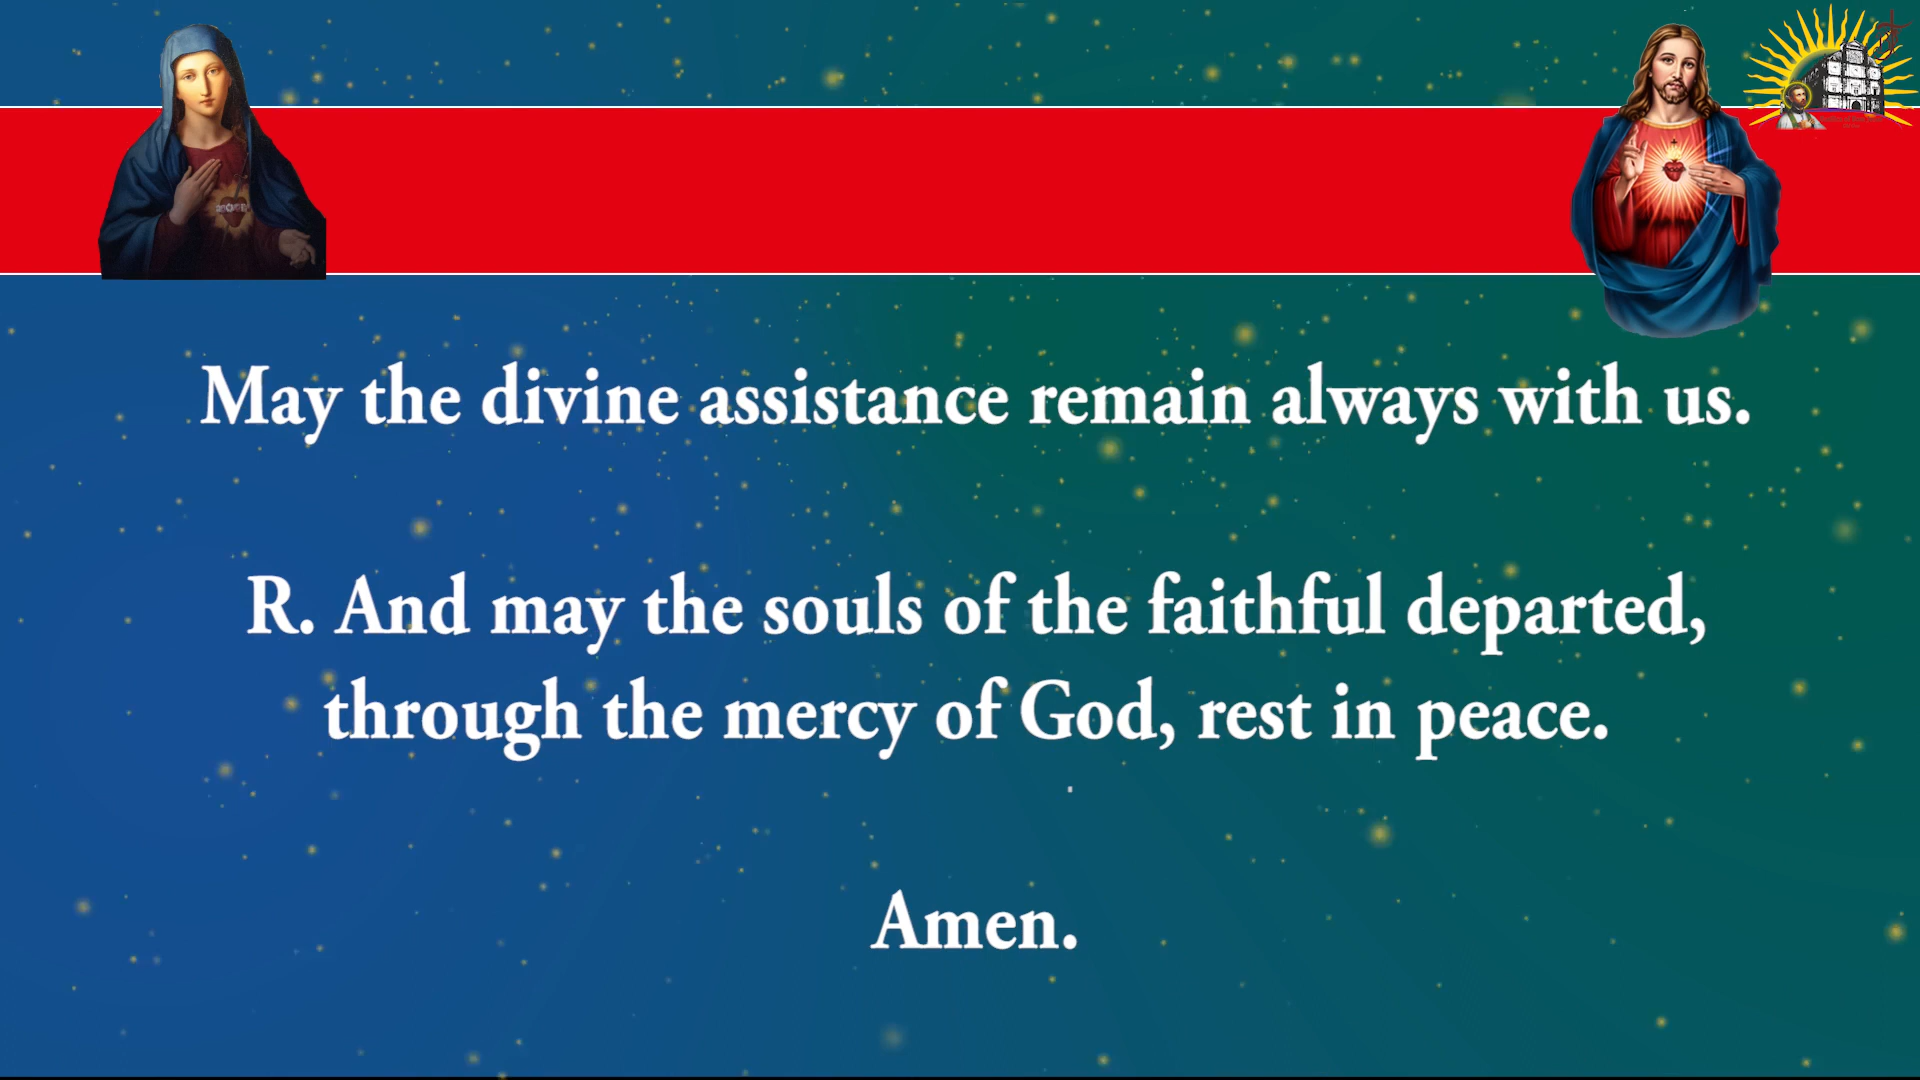 May the divine assistance remain always with us.
R. And may the souls of the faithful departed,
through the mercy of God, rest in peace.
Amen.